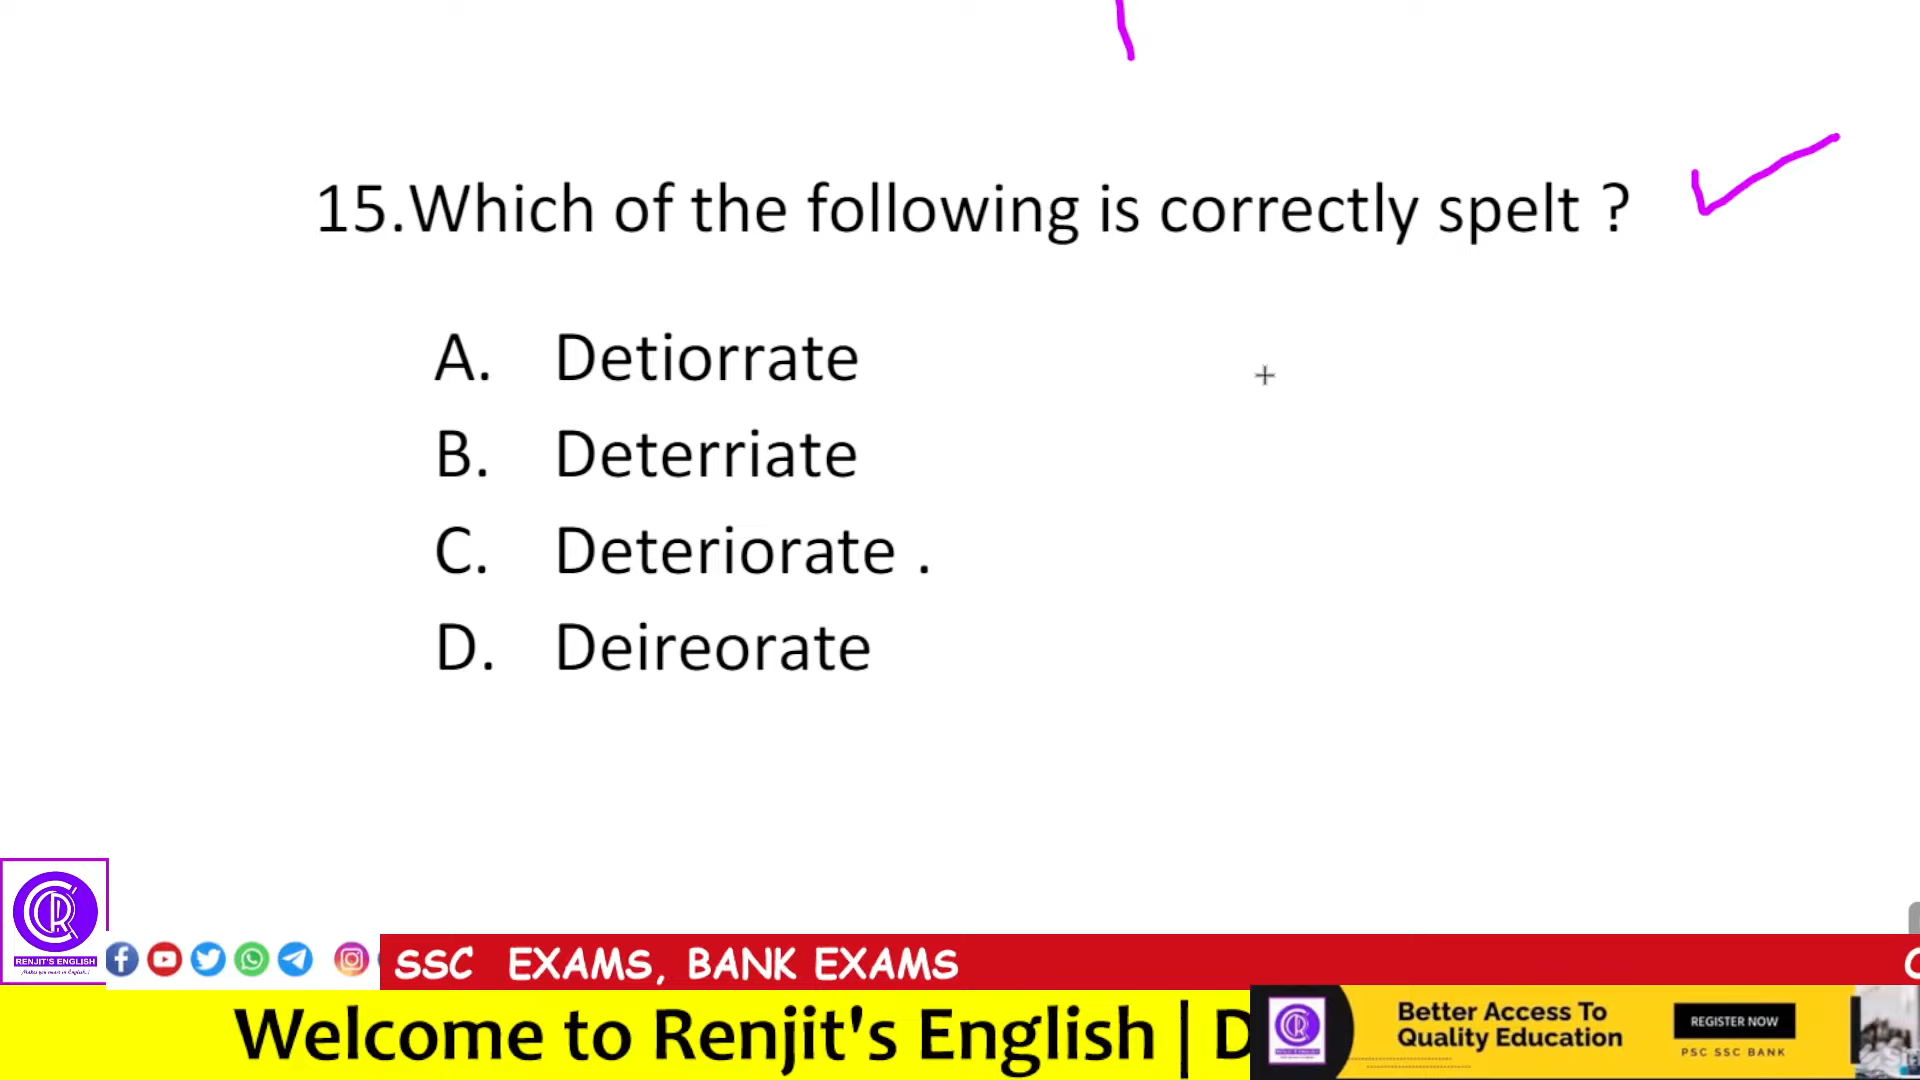 15.Which of the following is correctly spelt ?
A. Detiorrate
B. Deterriate
C. Deteriorate .
D. Deireorate
RENJIT'S ENGLISH
SSC EXAMS, BANK EXAMS
Welcome to Renjit's English | D
Better Access To
Quality Education
REGISTER NOW
PSC SSC BANK